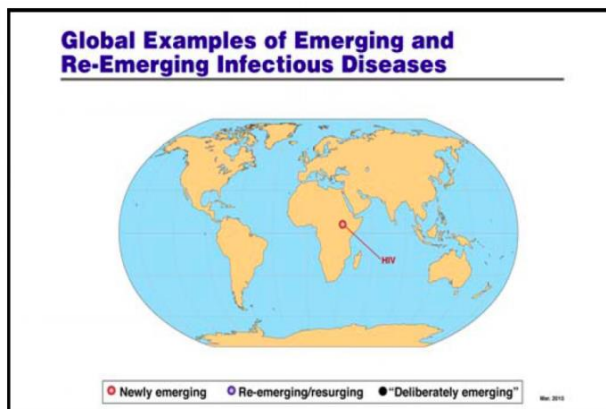 Global Examples of Emerging and
Re-Emerging Infectious Diseases
HIV
Newly emerging Re-emerging/resurging "Deliberately emerging"